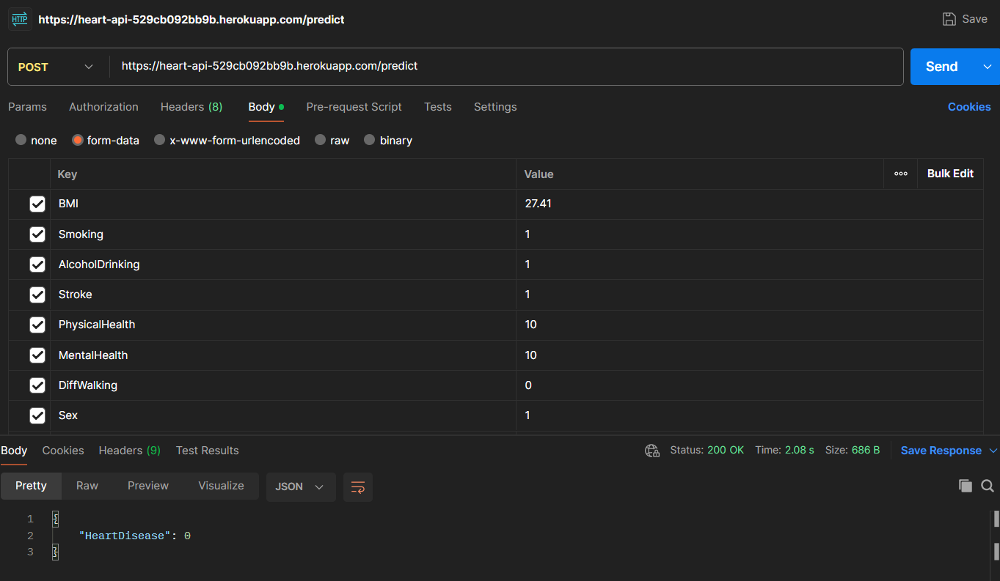 HTTP https://heart-api-529cb092bb9b.herokuapp.com/predict Save
POST https://heart-api-529cb092bb9b.herokuapp.com/predict Send
Params Authorization Headers (8) Body Pre-request Script Tests Settings Cookies
none form-data x-www-form-urlencoded raw binary
Key Value Bulk Edit
BMI 27.41
Smoking 1
AlcoholDrinking 1
Stroke 1
PhysicalHealth 10
MentalHealth 10
DiffWalking 0
Sex 1
Body Cookies Headers (9) Test Results Status: 200 OK Time: 2.08 s Size: 686 B Save Response
Pretty Raw Preview Visualize JSON
1 {
2 "HeartDisease": 0
3 }